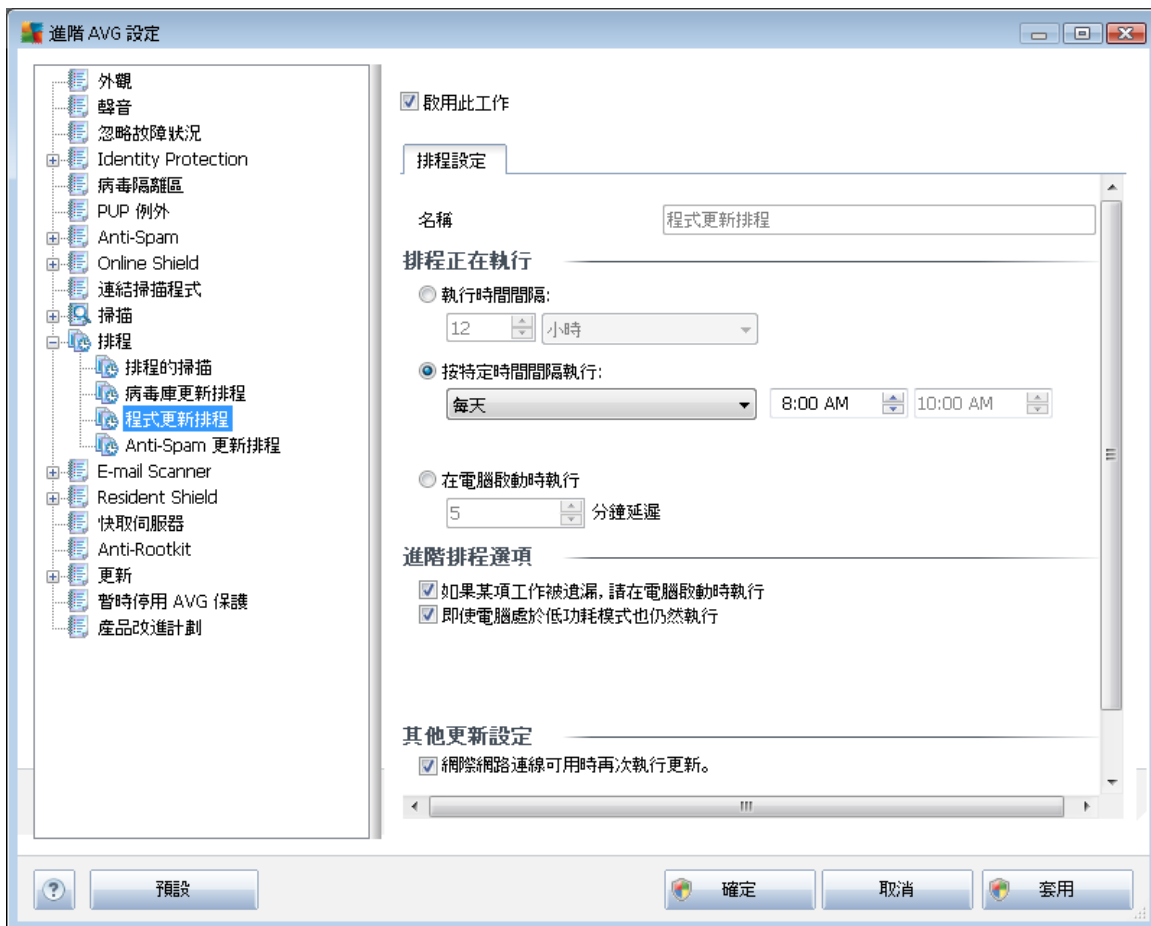 進階 AVG 設定
外觀
聲音
忽略故障狀況
Identity Protection
病毒隔離區
PUP 例外
Anti-Spam
Online Shield
連結掃描程式
掃描
排程
排程的掃描
病毒庫更新排程
程式更新排程
Anti-Spam 更新排程
E-mail Scanner
Resident Shield
快取伺服器
Anti-Rootkit
更新
暫時停用 AVG 保護
產品改進計劃
啟用此工作
排程設定
名稱 程式更新排程
排程正在執行
執行時間間隔:
12 小時
按特定時間間隔執行:
每天 8:00 AM 10:00 AM
在電腦啟動時執行
5 分鐘延遲
進階排程選項
如果某項工作被遺漏, 請在電腦啟動時執行
即使電腦處於低功耗模式也仍然執行
其他更新設定
網際網路連線可用時再次執行更新。
? 預設 確定 取消 套用